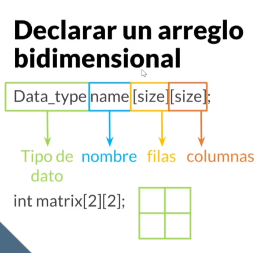 Declarar un arreglo
bidimensional
Data_type name [size][size];
Tipo de dato nombre filas columnas
int matrix[2][2];